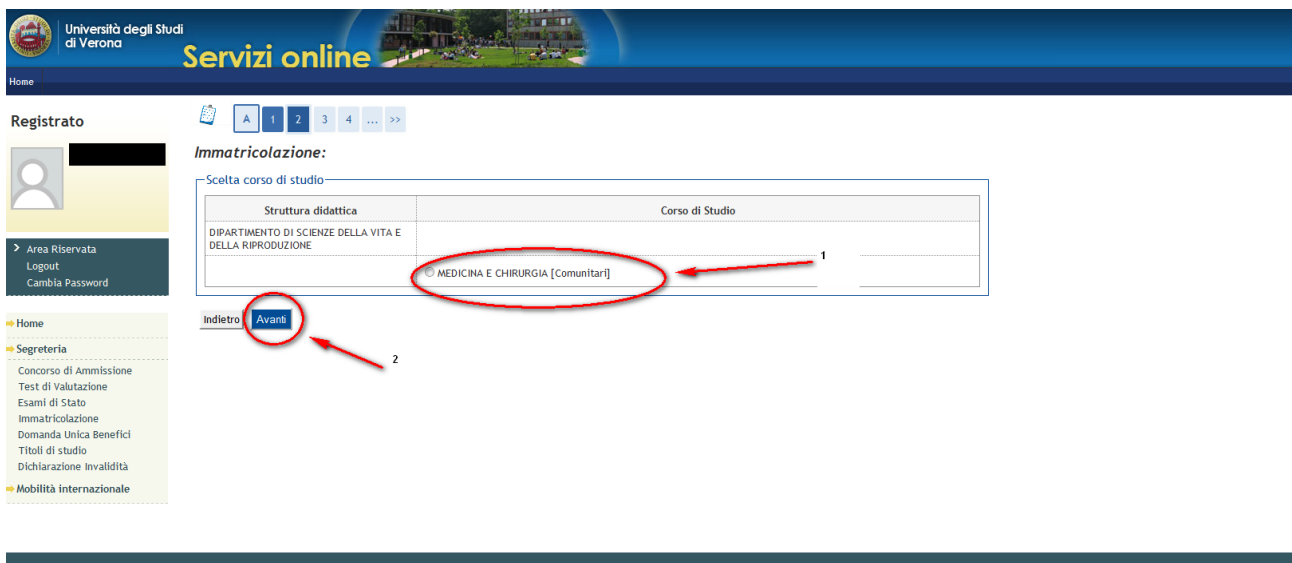 Università degli Studi
di Verona
Servizi online
Home
Registrato
A 1 2 3 4 ... >>
Immatricolazione:
Scelta corso di studio
Struttura didattica Corso di Studio
DIPARTIMENTO DI SCIENZE DELLA VITA E
DELLA RIPRODUZIONE
1
MEDICINA E CHIRURGIA [Comunitari]
Indietro Avanti
2
> Area Riservata
Logout
Cambia Password
Home
Segreteria
Concorso di Ammissione
Test di Valutazione
Esami di Stato
Immatricolazione
Domanda Unica Benefici
Titoli di studio
Dichiarazione Invalidità
Mobilità internazionale